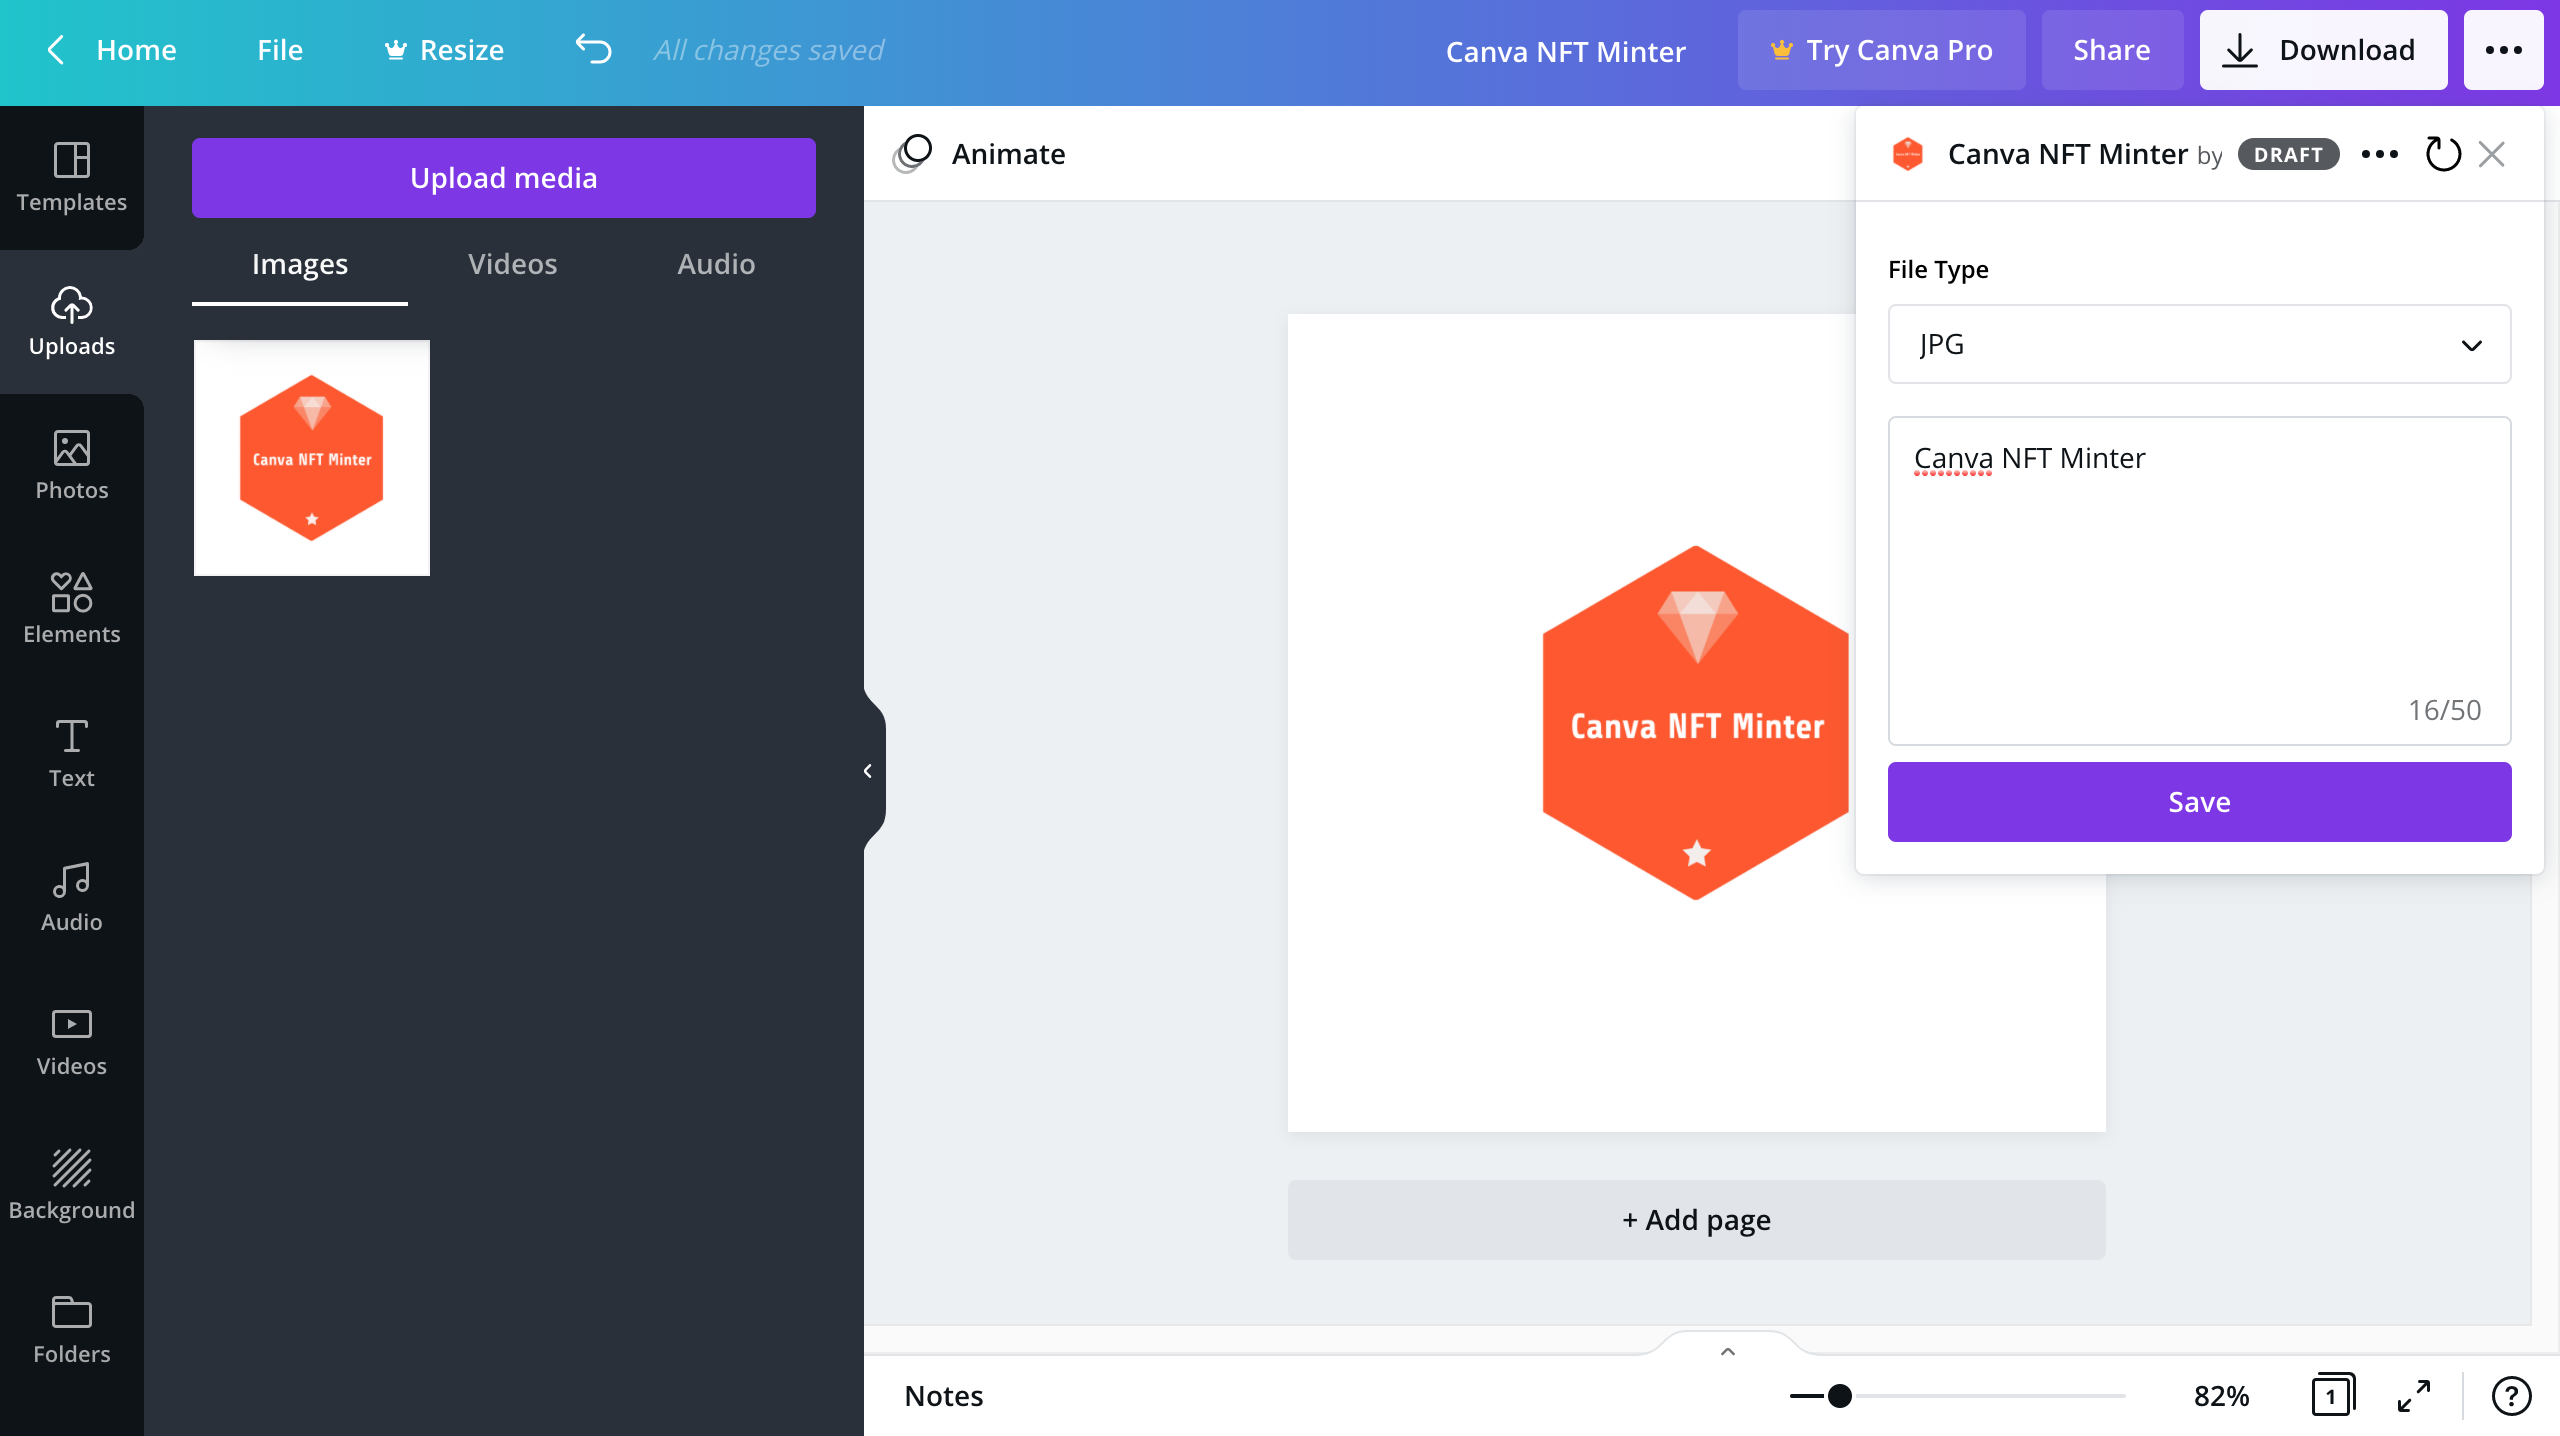 Home
File
Resize
All changes saved
Canva NFT Minter
Try Canva Pro
Share
Download
Templates
Uploads
Photos
Elements
Text
Audio
Videos
Background
Folders
Upload media
Images
Videos
Audio
Canva NFT Minter
Animate
Canva NFT Minter
+ Add page
Canva NFT Minter by
DRAFT
File Type
JPG
Canva NFT Minter
16/50
Save
Notes
82%
1
?